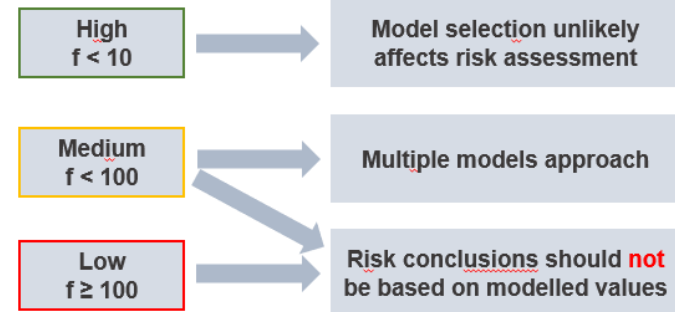 High
f < 10
Model selection unlikely
affects risk assessment
Medium
f < 100
Multiple models approach
Low
f ≥ 100
Risk conclusions should not
be based on modelled values